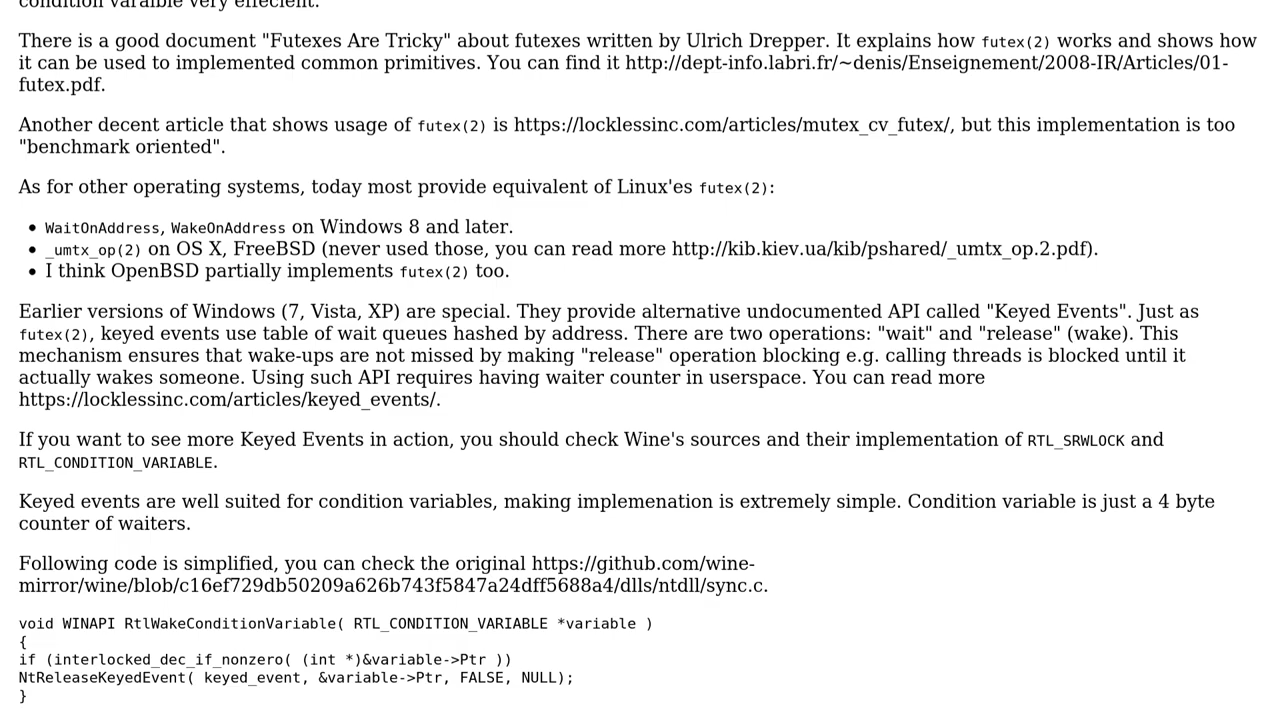 condition varaible very effecient.
There is a good document "Futexes Are Tricky" about futexes written by Ulrich Drepper. It explains how futex(2) works and shows how
it can be used to implemented common primitives. You can find it http://dept-info.labri.fr/~denis/Enseignement/2008-IR/Articles/01-
futex.pdf.
Another decent article that shows usage of futex(2) is https://locklessinc.com/articles/mutex_cv_futex/, but this implementation is too
"benchmark oriented".
As for other operating systems, today most provide equivalent of Linux'es futex(2):
• WaitOnAddress, WakeOnAddress on Windows 8 and later.
• _umtx_op(2) on OS X, FreeBSD (never used those, you can read more http://kib.kiev.ua/kib/pshared/_umtx_op.2.pdf).
• I think OpenBSD partially implements futex(2) too.
Earlier versions of Windows (7, Vista, XP) are special. They provide alternative undocumented API called "Keyed Events". Just as
futex(2), keyed events use table of wait queues hashed by address. There are two operations: "wait" and "release" (wake). This
mechanism ensures that wake-ups are not missed by making "release" operation blocking e.g. calling threads is blocked until it
actually wakes someone. Using such API requires having waiter counter in userspace. You can read more
https://locklessinc.com/articles/keyed_events/.
If you want to see more Keyed Events in action, you should check Wine's sources and their implementation of RTL_SRWLOCK and
RTL_CONDITION_VARIABLE.
Keyed events are well suited for condition variables, making implemenation is extremely simple. Condition variable is just a 4 byte
counter of waiters.
Following code is simplified, you can check the original https://github.com/wine-
mirror/wine/blob/c16ef729db50209a626b743f5847a24dff5688a4/dlls/ntdll/sync.c.
void WINAPI RtlWakeConditionVariable( RTL_CONDITION_VARIABLE *variable )
{
if (interlocked_dec_if_nonzero( (int *)&variable->Ptr ))
NtReleaseKeyedEvent( keyed_event, &variable->Ptr, FALSE, NULL);
}